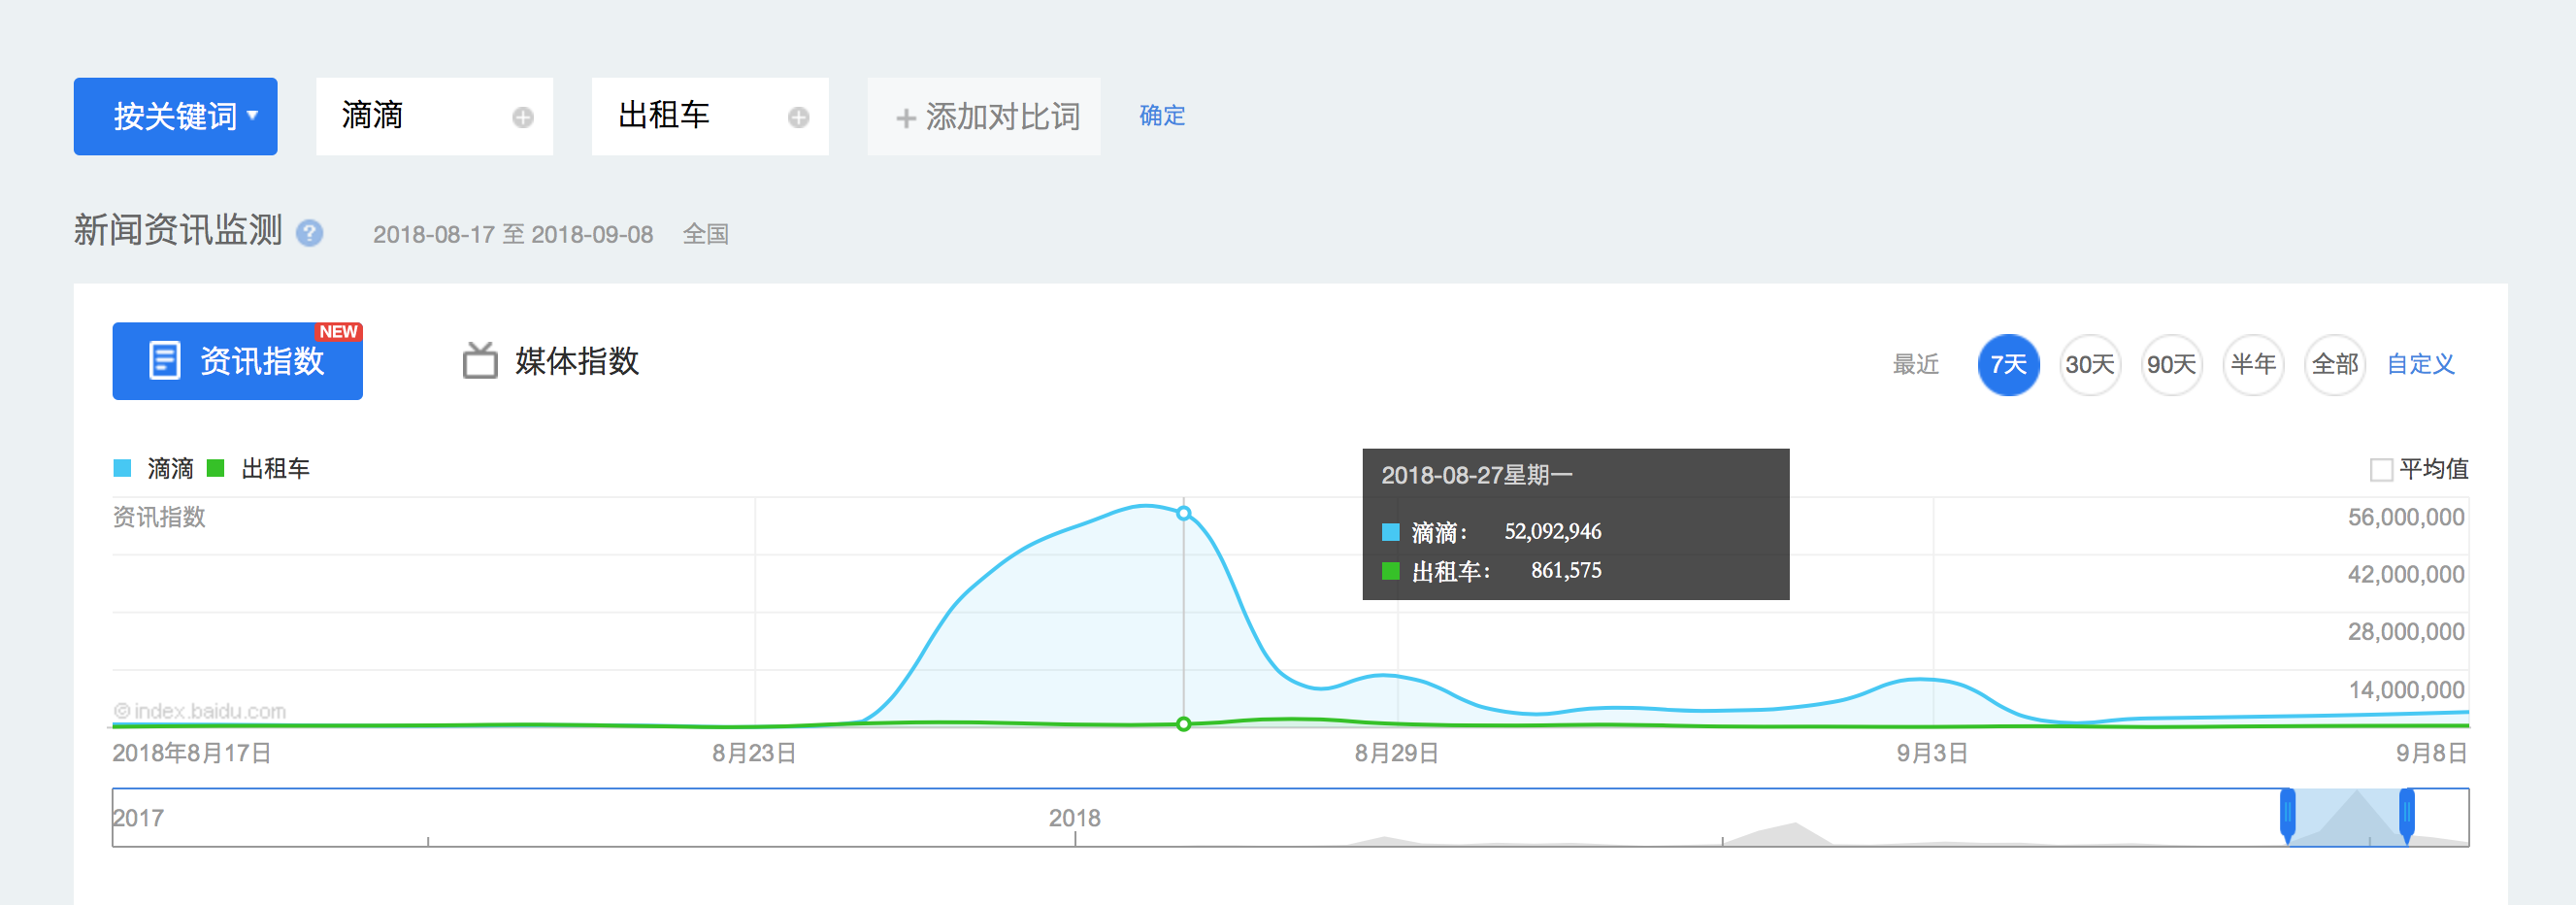 按关键词 滴滴 出租车 + 添加对比词 确定
新闻资讯监测 ? 2018-08-17 至 2018-09-08 全国
资讯指数 NEW 媒体指数 最近 7天 30天 90天 半年 全部 自定义
滴滴 出租车 平均值
2018-08-27星期一
滴滴: 52,092,946
出租车: 861,575
资讯指数
56,000,000
42,000,000
28,000,000
14,000,000
© index.baidu.com
2018年8月17日 8月23日 8月29日 9月3日 9月8日
2017 2018